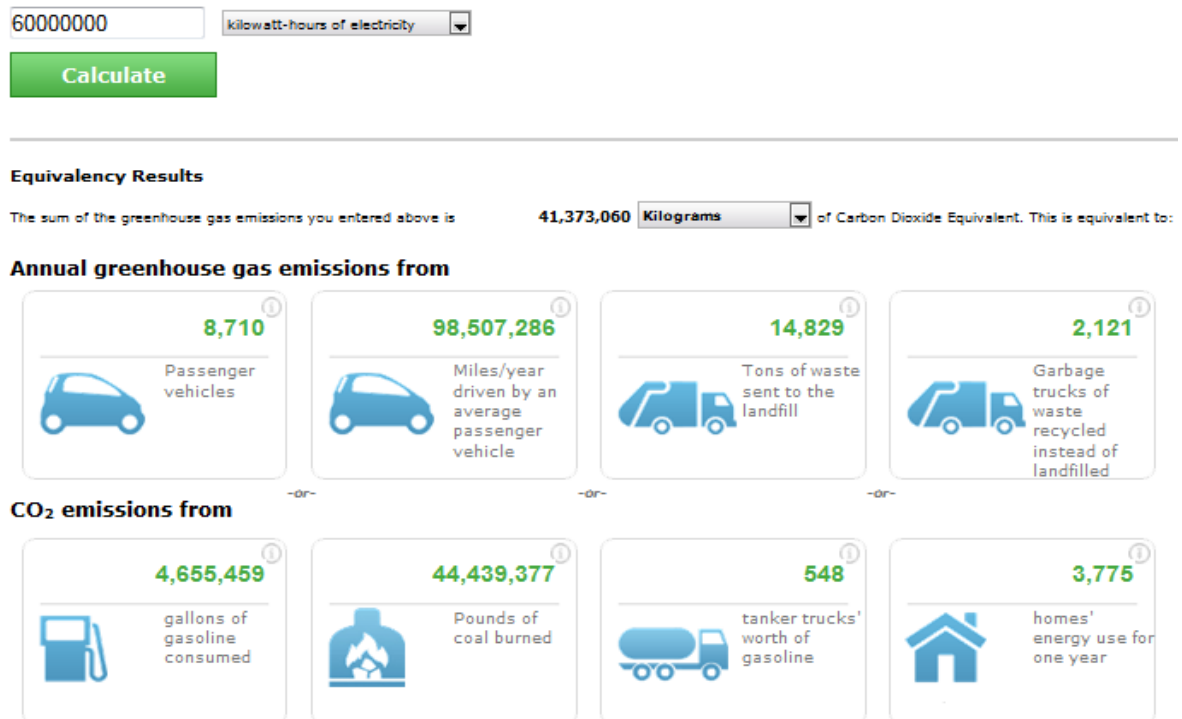 60000000 kilowatt-hours of electricity
Calculate
Equivalency Results
The sum of the greenhouse gas emissions you entered above is 41,373,060 Kilograms of Carbon Dioxide Equivalent. This is equivalent to:
Annual greenhouse gas emissions from
8,710
Passenger
vehicles
-or-
98,507,286
Miles/year
driven by an
average
passenger
vehicle
-or-
14,829
Tons of waste
sent to the
landfill
-or-
2,121
Garbage
trucks of
waste
recycled
instead of
landfilled
CO₂ emissions from
4,655,459
gallons of
gasoline
consumed
44,439,377
Pounds of
coal burned
548
tanker trucks'
worth of
gasoline
3,775
homes'
energy use for
one year